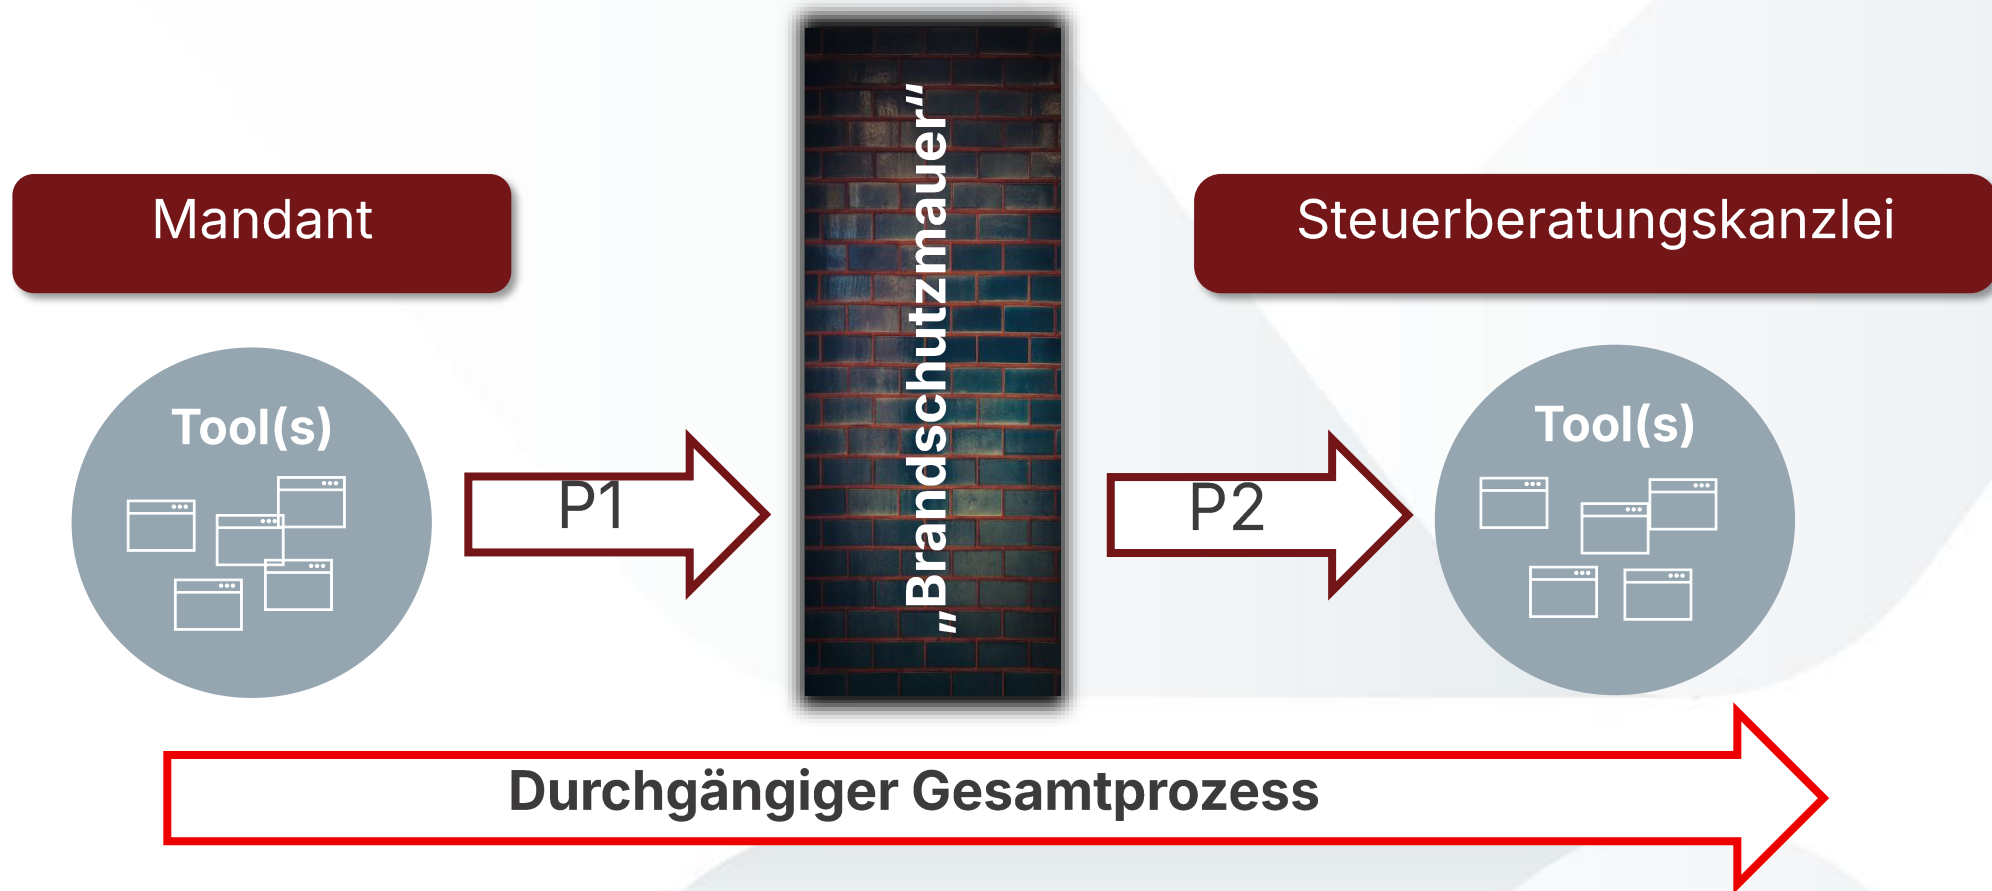 Mandant
„Brandschutzmauer“
Steuerberatungskanzlei
Tool(s)
P1
P2
Tool(s)
Durchgängiger Gesamtprozess